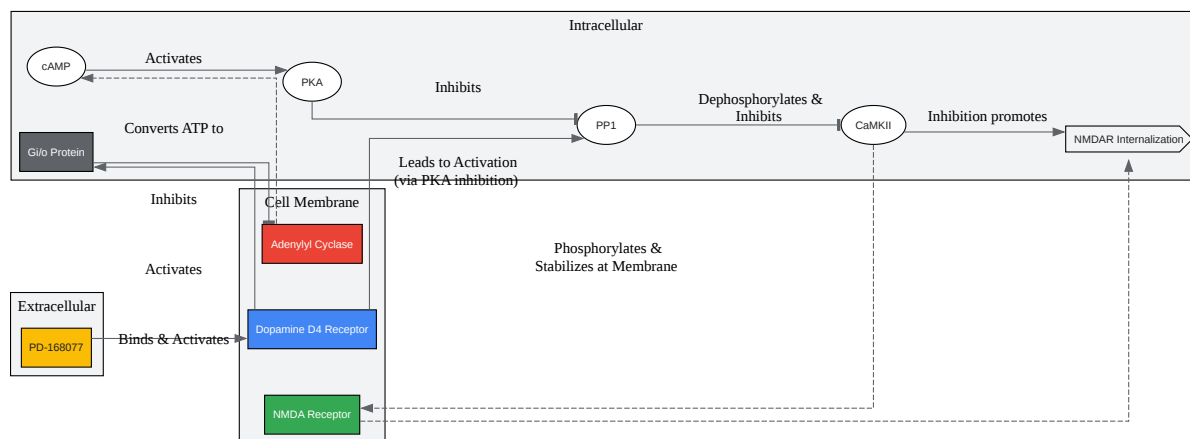 Intracellular
cAMP
Activates
PKA
Inhibits
PP1
Dephosphorylates &
Inhibits
CaMKII
Inhibition promotes
NMDAR Internalization
Converts ATP to
Gi/o Protein
Leads to Activation
(via PKA inhibition)
Inhibits
Cell Membrane
Adenylyl Cyclase
Phosphorylates &
Stabilizes at Membrane
Activates
Extracellular
PD-168077
Binds & Activates
Dopamine D4 Receptor
NMDA Receptor